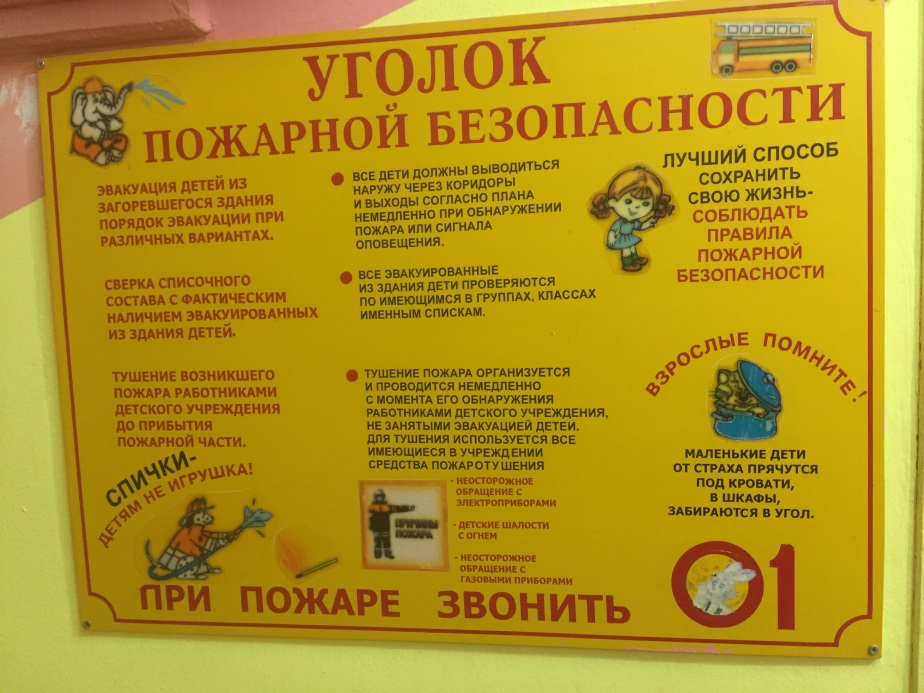 УГОЛОК
ПОЖАРНОЙ БЕЗОПАСНОСТИ
ЭВАКУАЦИЯ ДЕТЕЙ ИЗ
ЗАГОРЕВШЕГОСЯ ЗДАНИЯ
ПОРЯДОК ЭВАКУАЦИИ ПРИ
РАЗЛИЧНЫХ ВАРИАНТАХ.
ВСЕ ДЕТИ ДОЛЖНЫ ВЫВОДИТЬСЯ
НАРУЖУ ЧЕРЕЗ КОРИДОРЫ
И ВЫХОДЫ СОГЛАСНО ПЛАНА
НЕМЕДЛЕННО ПРИ ОБНАРУЖЕНИИ
ПОЖАРА ИЛИ СИГНАЛА
ОПОВЕЩЕНИЯ.
ЛУЧШИЙ СПОСОБ
СОХРАНИТЬ
СВОЮ ЖИЗНЬ-
СОБЛЮДАТЬ
ПРАВИЛА
ПОЖАРНОЙ
БЕЗОПАСНОСТИ
СВЕРКА СПИСОЧНОГО
СОСТАВА С ФАКТИЧЕСКИМ
НАЛИЧИЕМ ЭВАКУИРОВАННЫХ
ИЗ ЗДАНИЯ ДЕТЕЙ.
ВСЕ ЭВАКУИРОВАННЫЕ
ИЗ ЗДАНИЯ ДЕТИ ПРОВЕРЯЮТСЯ
ПО ИМЕЮЩИМСЯ В ГРУППАХ, КЛАССАХ
ИМЕННЫМ СПИСКАМ.
ТУШЕНИЕ ВОЗНИКШЕГО
ПОЖАРА РАБОТНИКАМИ
ДЕТСКОГО УЧРЕЖДЕНИЯ
ДО ПРИБЫТИЯ
ПОЖАРНОЙ ЧАСТИ.
ТУШЕНИЕ ПОЖАРА ОРГАНИЗУЕТСЯ
И ПРОВОДИТСЯ НЕМЕДЛЕННО
С МОМЕНТА ЕГО ОБНАРУЖЕНИЯ
РАБОТНИКАМИ ДЕТСКОГО УЧРЕЖДЕНИЯ,
НЕ ЗАНЯТЫМИ ЭВАКУАЦИЕЙ ДЕТЕЙ.
ДЛЯ ТУШЕНИЯ ИСПОЛЬЗУЕТСЯ ВСЕ
ИМЕЮЩИЕСЯ В УЧРЕЖДЕНИИ
СРЕДСТВА ПОЖАРОТУШЕНИЯ
ВЗРОСЛЫЕ ПОМНИТЕ!
МАЛЕНЬКИЕ ДЕТИ
ОТ СТРАХА ПРЯЧУТСЯ
ПОД КРОВАТИ,
В ШКАФЫ,
ЗАБИРАЮТСЯ В УГОЛ.
СПИЧКИ-
ДЕТЯМ НЕ ИГРУШКА!
ПРИЧИНЫ
ПОЖАРА
- НЕОСТОРОЖНОЕ
ОБРАЩЕНИЕ С
ЭЛЕКТРОПРИБОРАМИ
- ДЕТСКИЕ ШАЛОСТИ
С ОГНЕМ
- НЕОСТОРОЖНОЕ
ОБРАЩЕНИЕ С
ГАЗОВЫМИ ПРИБОРАМИ
ПРИ ПОЖАРЕ ЗВОНИТЬ 01